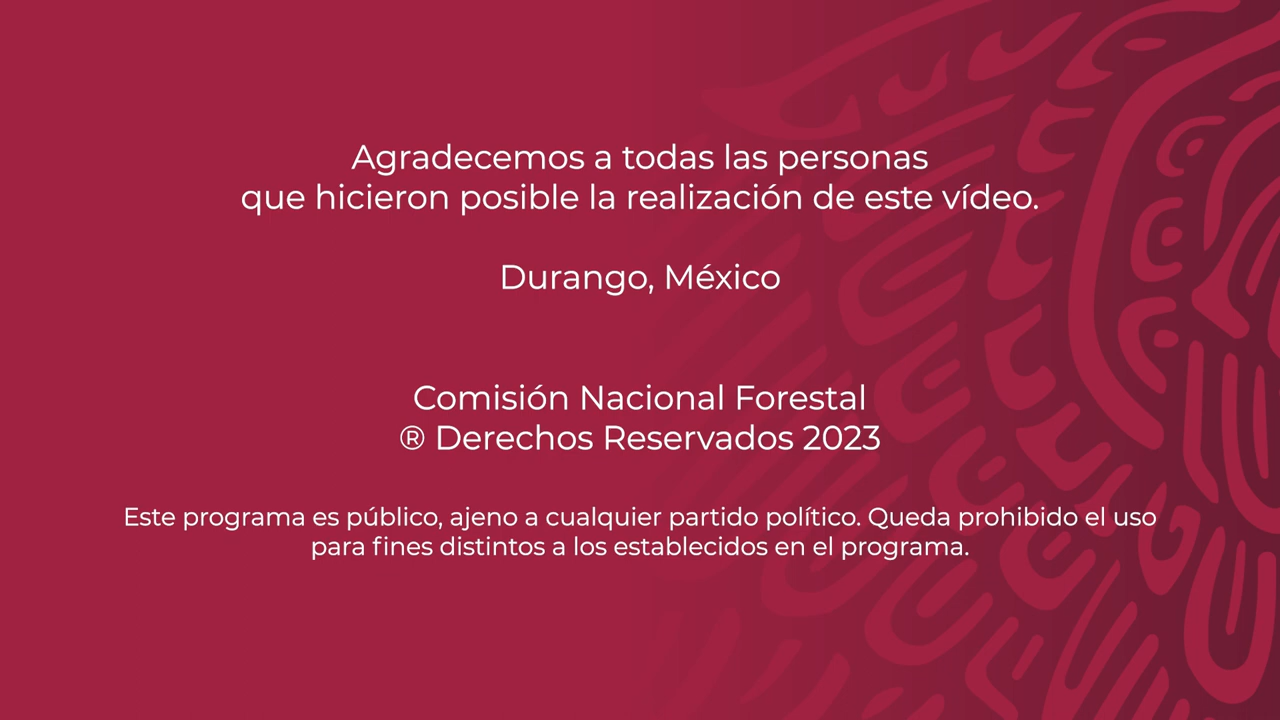 Agradecemos a todas las personas
que hicieron posible la realización de este vídeo.
Durango, México
Comisión Nacional Forestal
® Derechos Reservados 2023
Este programa es público, ajeno a cualquier partido político. Queda prohibido el uso
para fines distintos a los establecidos en el programa.